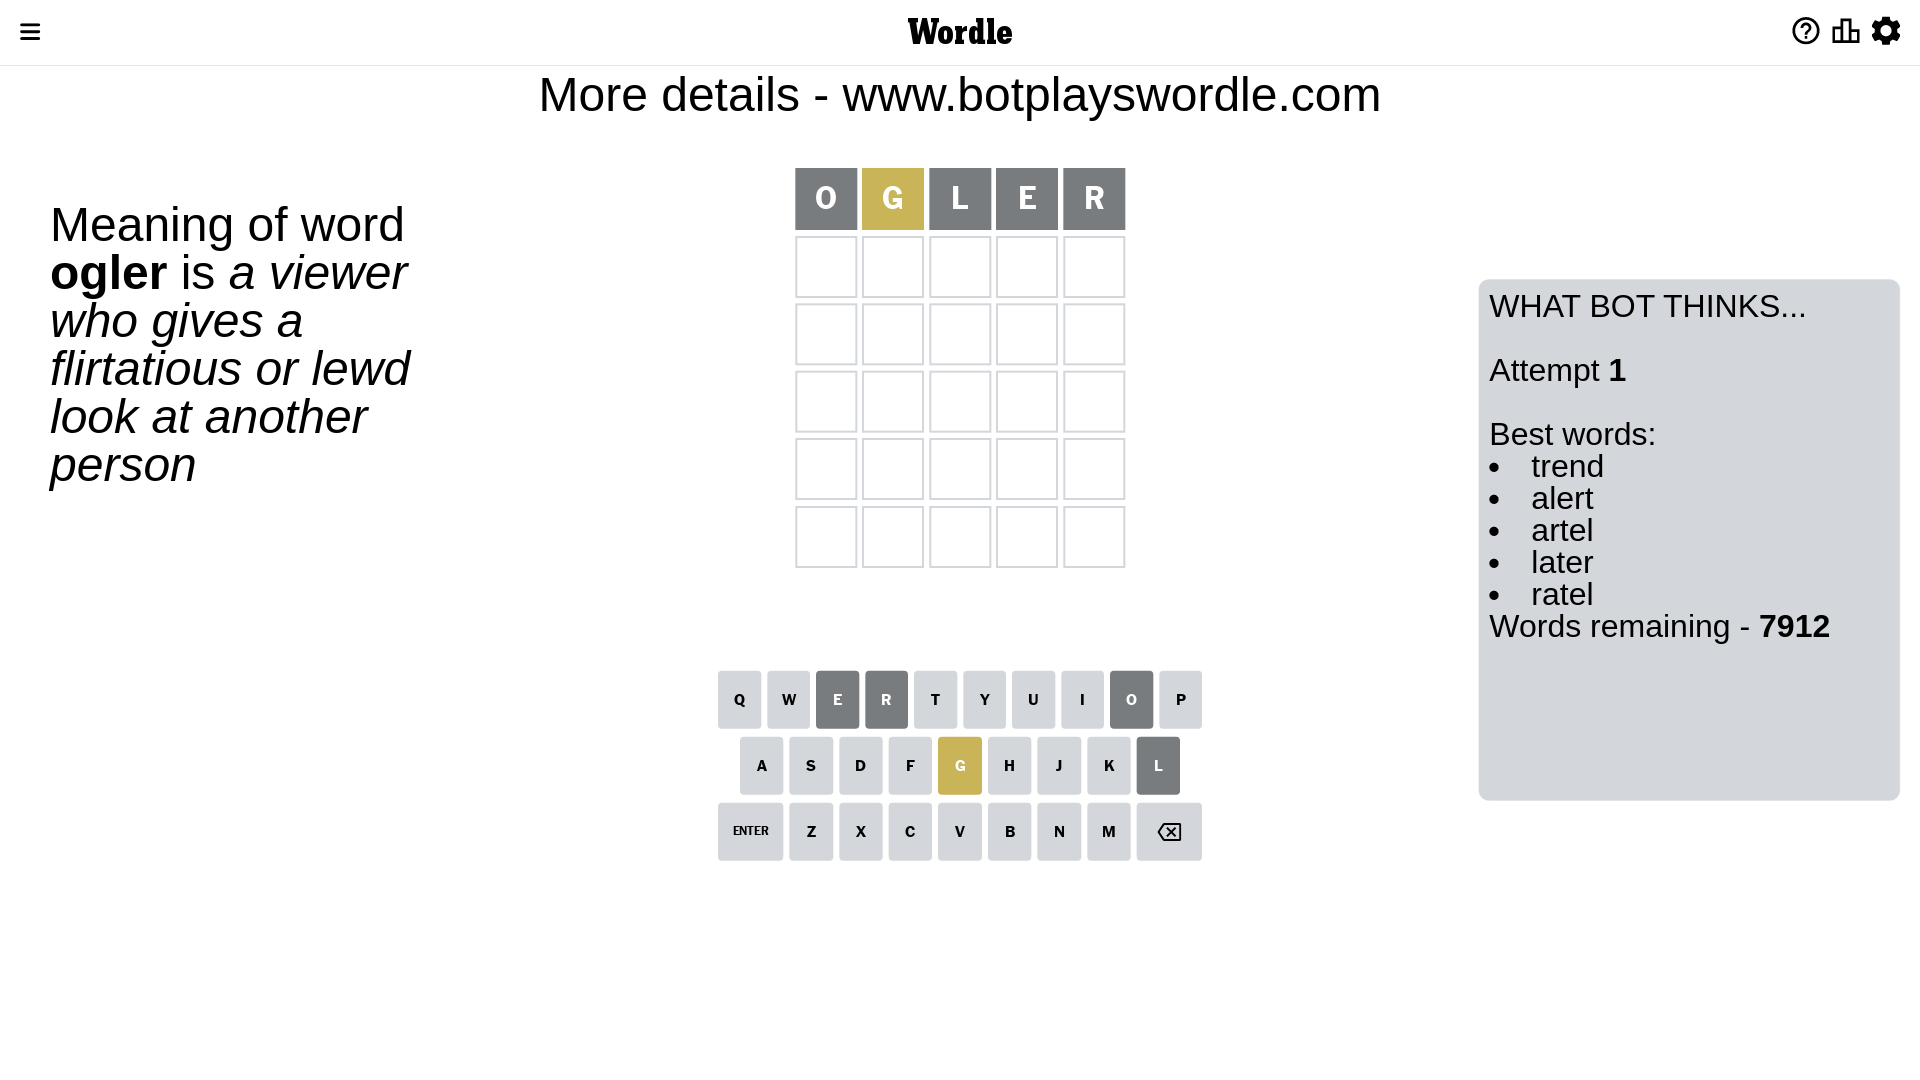 Wordle
More details - www.botplayswordle.com
Meaning of word
ogler is a viewer
who gives a
flirtatious or lewd
look at another
person
O G L E R
WHAT BOT THINKS...
Attempt 1
Best words:
• trend
• alert
• artel
• later
• ratel
Words remaining - 7912
Q W E R T Y U I O P
A S D F G H J K L
ENTER Z X C V B N M